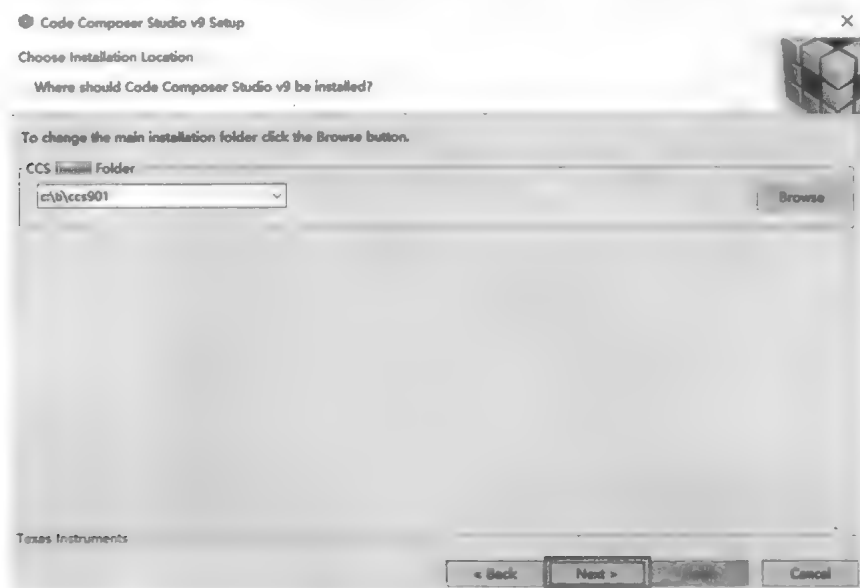 Code Composer Studio v9 Setup
Choose Installation Location
Where should Code Composer Studio v9 be installed?
To change the main installation folder click the Browse button.
CCS Folder
c:\ti\ccs901
Browse
Texas Instruments
< Back
Next >
Cancel